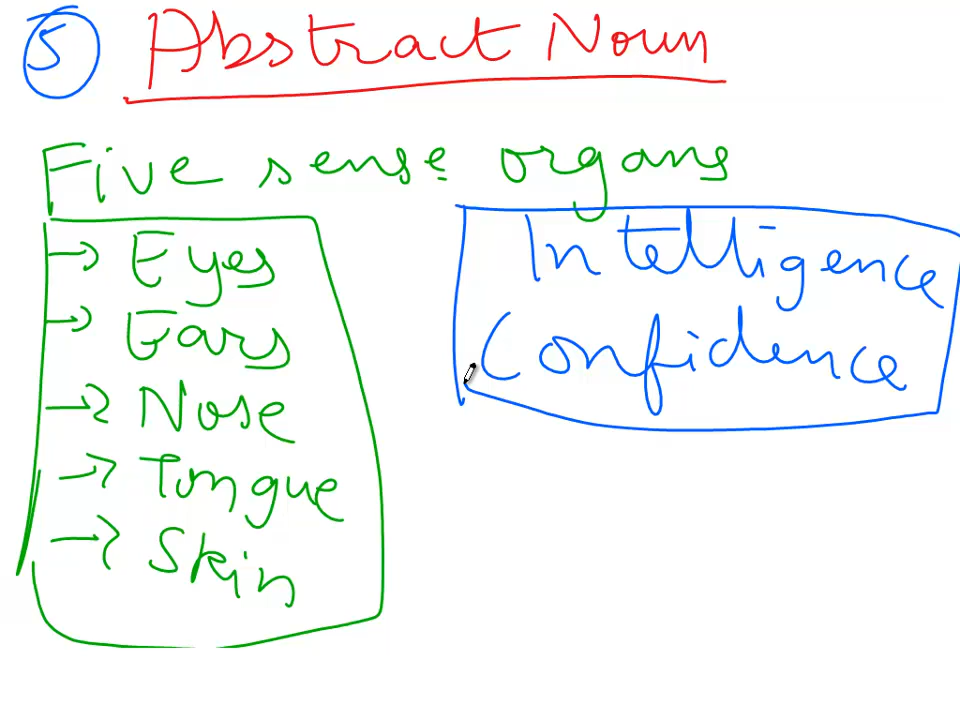 5 Abstract Noun
Five sense organs
→ Eyes
→ Ears
→ Nose
→ Tongue
→ Skin
Intelligence
Confidence